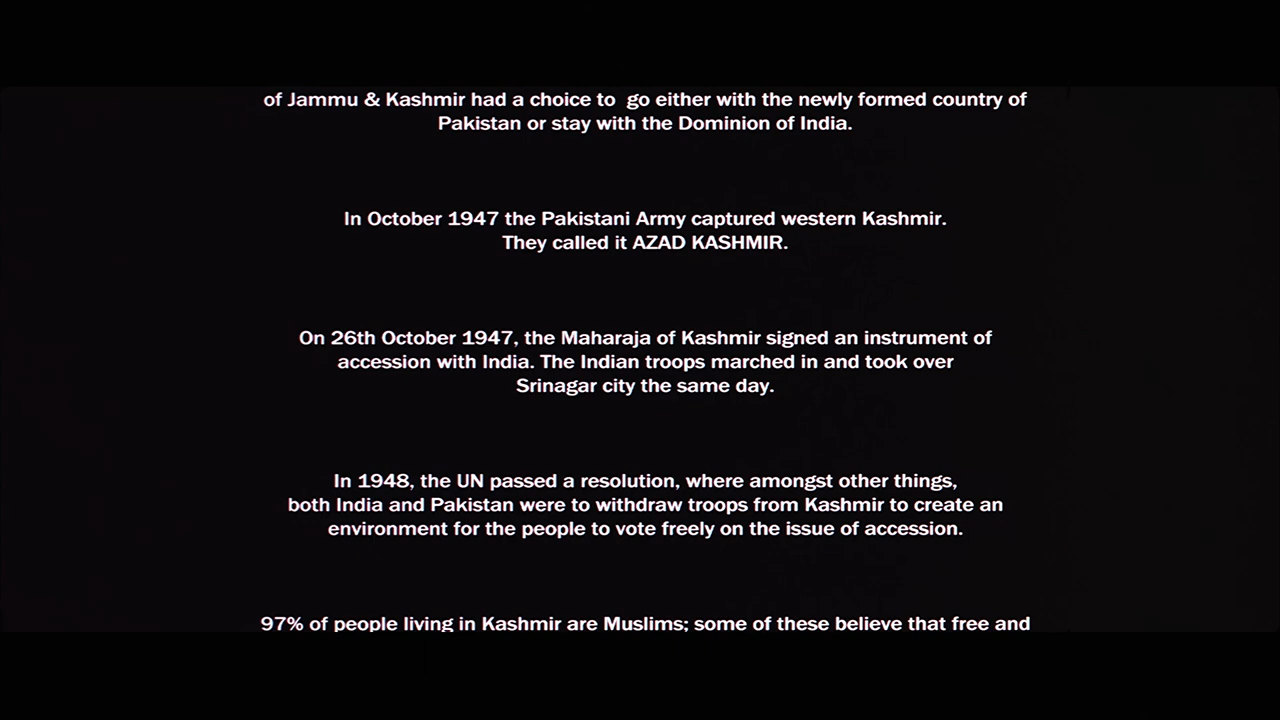 of Jammu & Kashmir had a choice to  go either with the newly formed country of
Pakistan or stay with the Dominion of India.
In October 1947 the Pakistani Army captured western Kashmir.
They called it AZAD KASHMIR.
On 26th October 1947, the Maharaja of Kashmir signed an instrument of
accession with India. The Indian troops marched in and took over
Srinagar city the same day.
In 1948, the UN passed a resolution, where amongst other things,
both India and Pakistan were to withdraw troops from Kashmir to create an
environment for the people to vote freely on the issue of accession.
97% of people living in Kashmir are Muslims; some of these believe that free and